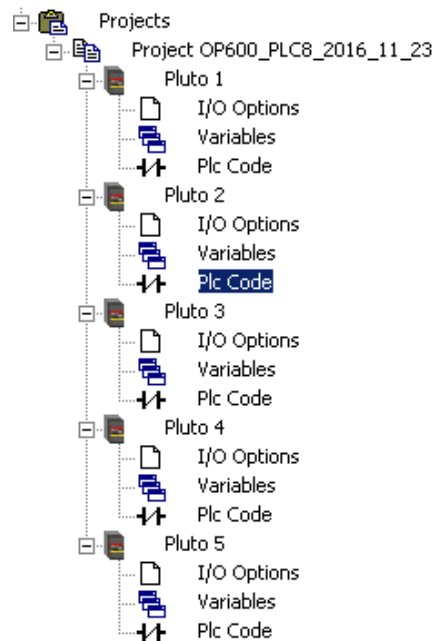 Projects
Project OP600_PLC8_2016_11_23
Pluto 1
I/O Options
Variables
Plc Code
Pluto 2
I/O Options
Variables
Plc Code
Pluto 3
I/O Options
Variables
Plc Code
Pluto 4
I/O Options
Variables
Plc Code
Pluto 5
I/O Options
Variables
Plc Code